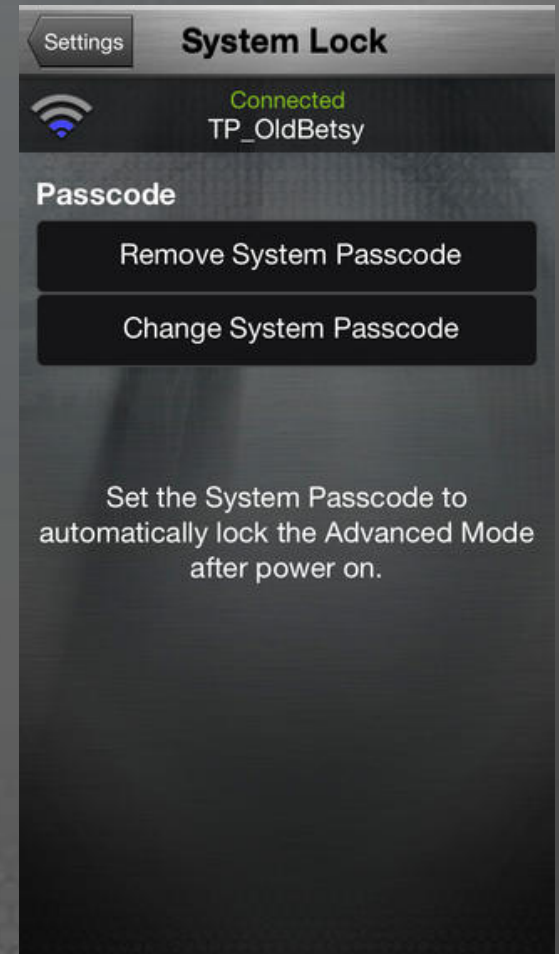 Settings
System Lock
Connected
TP_OldBetsy
Passcode
Remove System Passcode
Change System Passcode
Set the System Passcode to
automatically lock the Advanced Mode
after power on.